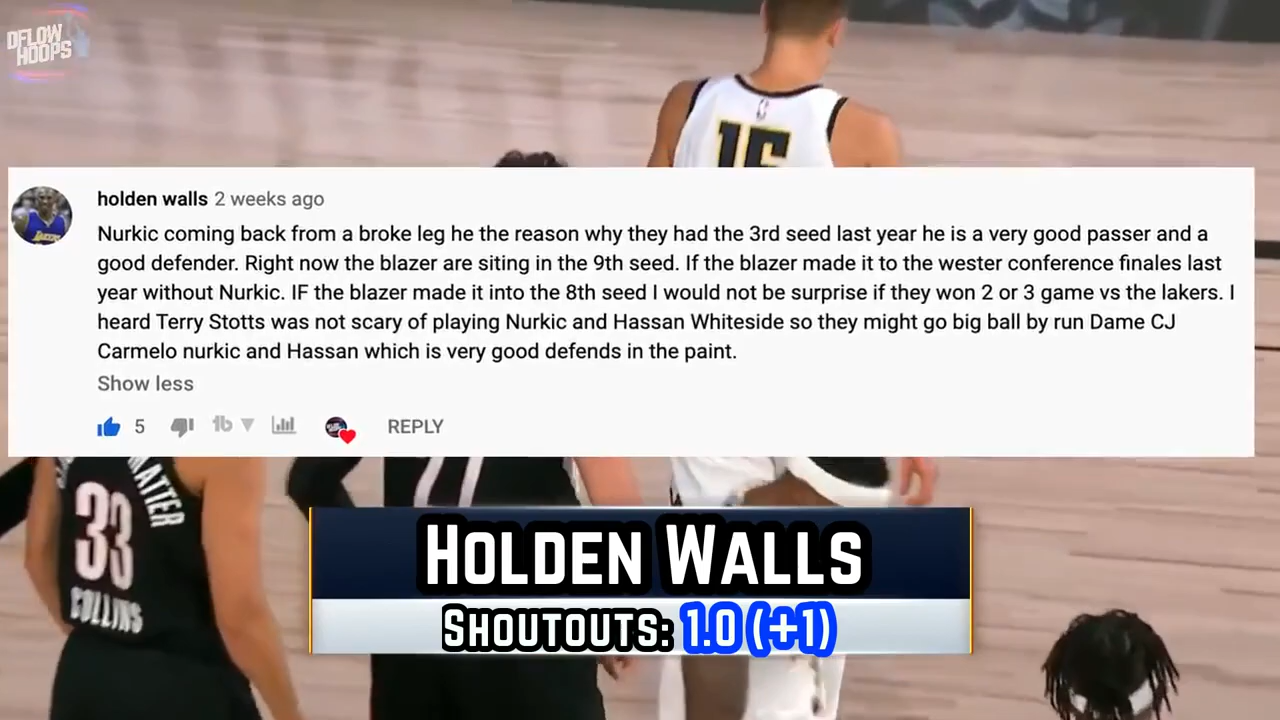 DFLOW
HOOPS
15
holden walls 2 weeks ago
Nurkic coming back from a broke leg he the reason why they had the 3rd seed last year he is a very good passer and a
good defender. Right now the blazer are siting in the 9th seed. If the blazer made it to the wester conference finales last
year without Nurkic. IF the blazer made it into the 8th seed I would not be surprise if they won 2 or 3 game vs the lakers. I
heard Terry Stotts was not scary of playing Nurkic and Hassan Whiteside so they might go big ball by run Dame CJ
Carmelo nurkic and Hassan which is very good defends in the paint.
Show less
5
REPLY
MATTER
33
COLLINS
HOLDEN WALLS
SHOUTOUTS: 1.0 (+1)